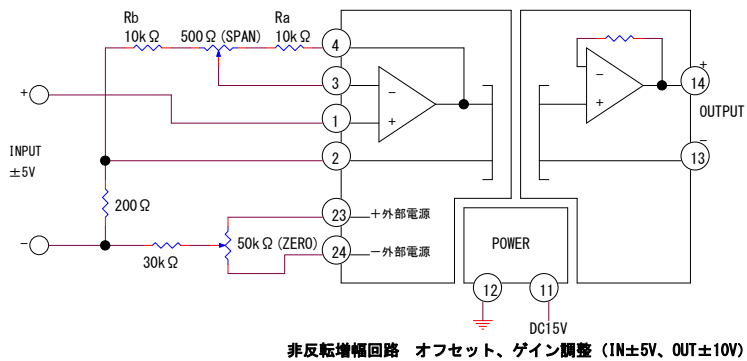 Rb
10kΩ
500Ω(SPAN)
Ra
10kΩ
4
3
1
2
+
-
+
INPUT
±5V
-
200Ω
30kΩ
50kΩ(ZERO)
23
+外部電源
24
-外部電源
-
+
POWER
12
11
DC15V
+
14
OUTPUT
-
13
非反転増幅回路 オフセット、ゲイン調整(IN±5V、OUT±10V)